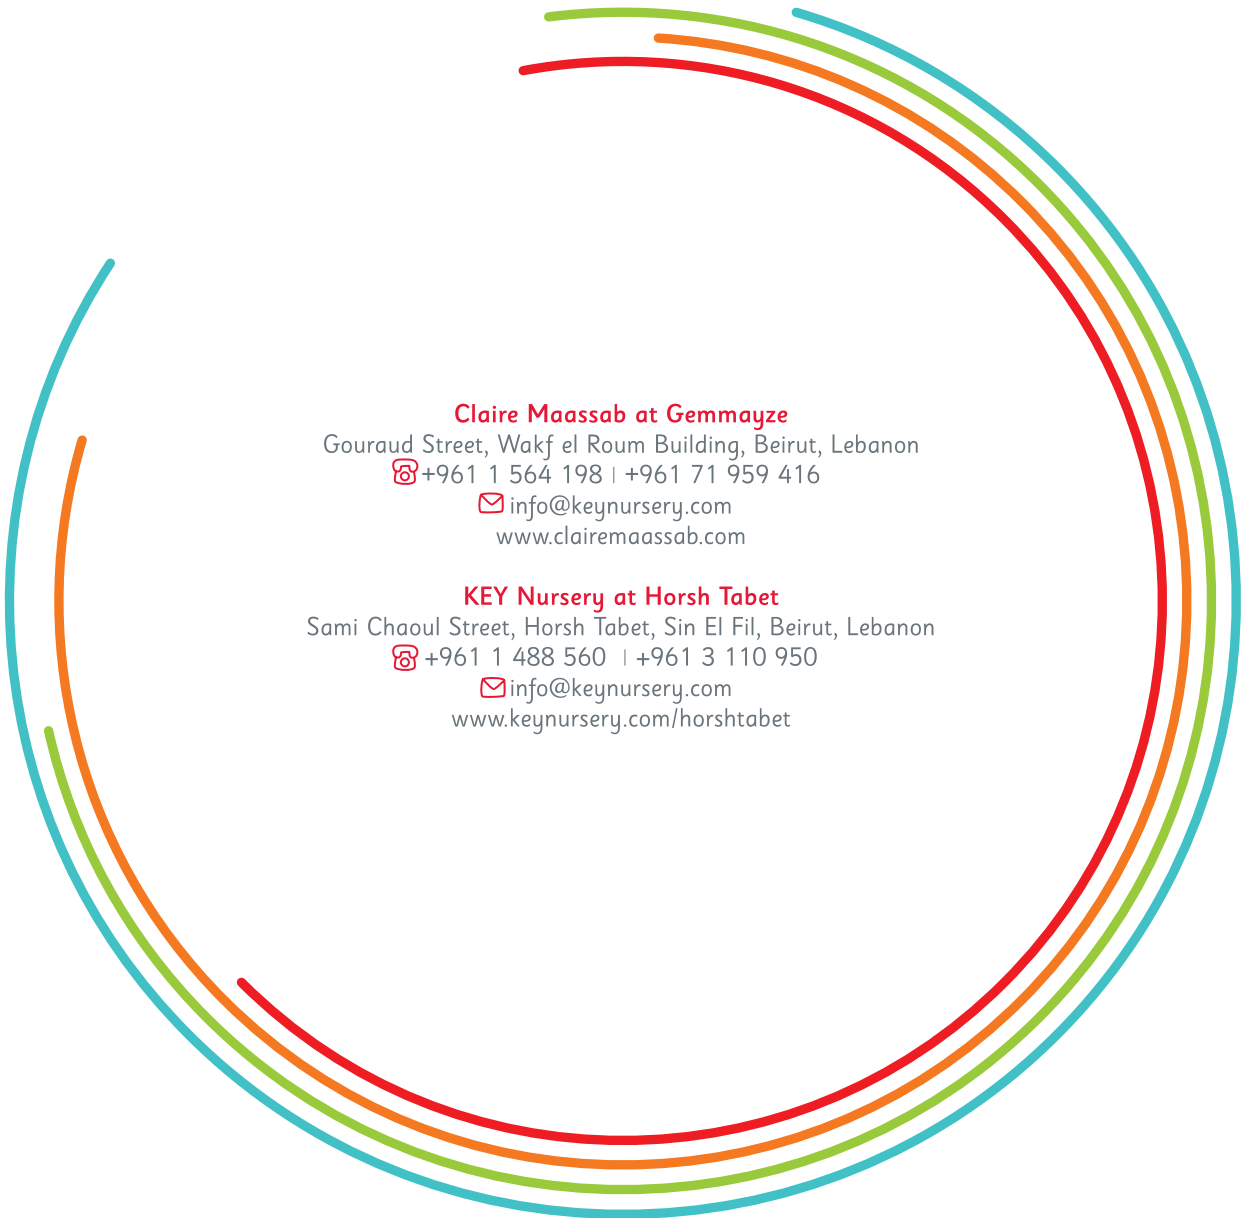 Claire Maassab at Gemmayze
Gouraud Street, Wakf el Roum Building, Beirut, Lebanon
+961 1 564 198 | +961 71 959 416
info@keynursery.com
www.clairemaassab.com
KEY Nursery at Horsh Tabet
Sami Chaoul Street, Horsh Tabet, Sin El Fil, Beirut, Lebanon
+961 1 488 560 | +961 3 110 950
info@keynursery.com
www.keynursery.com/horshtabet